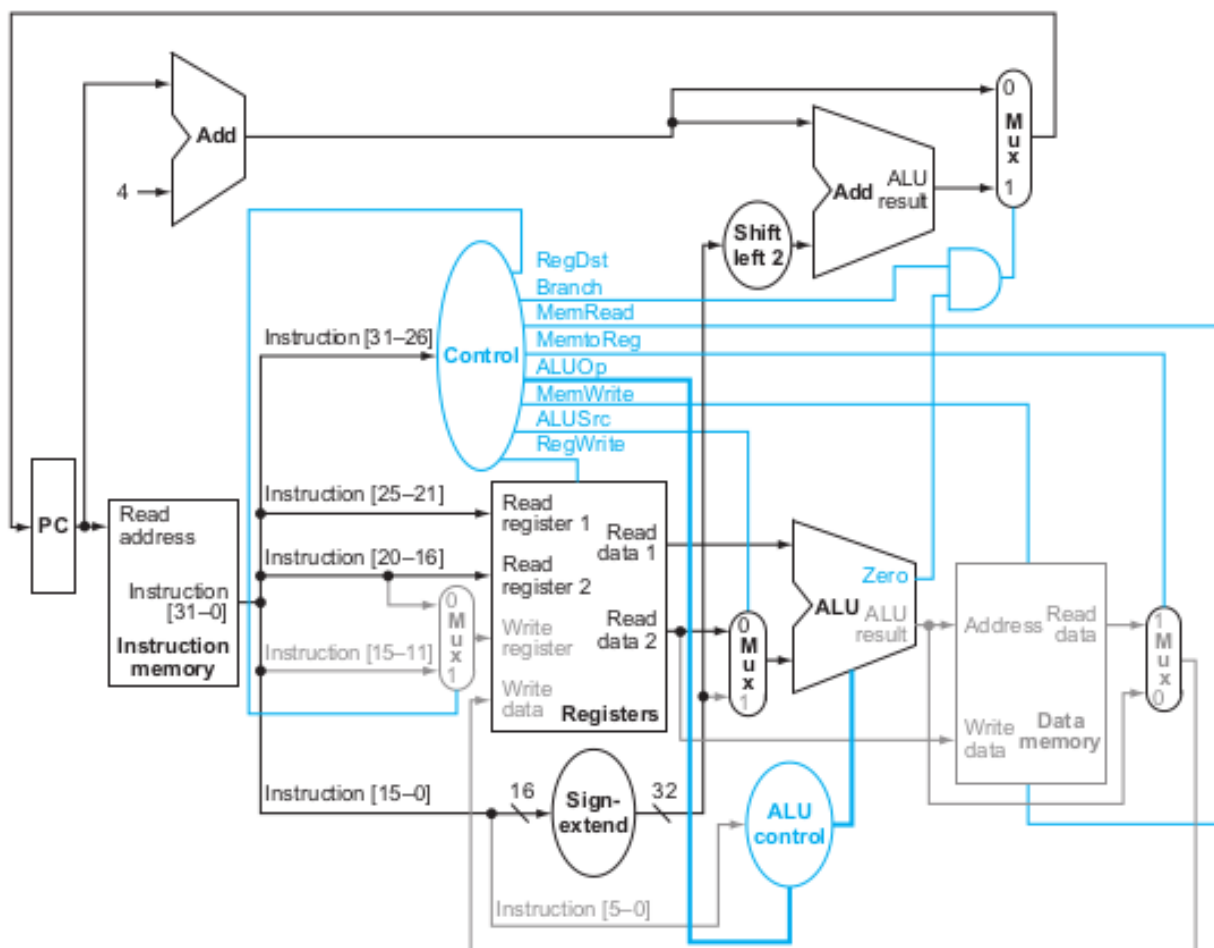 0
M
u
x
1
Add
4
Add
ALU
result
Shift
left 2
RegDst
Branch
MemRead
MemtoReg
ALUOp
MemWrite
ALUSrc
RegWrite
Instruction [31–26]
Control
PC
Read
address
Instruction
[31–0]
Instruction
memory
Instruction [25–21]
Instruction [20–16]
Instruction [15–11]
0
M
u
x
1
Read
register 1
Read
register 2
Write
register
Write
data
Read
data 1
Read
data 2
Registers
0
M
u
x
1
Zero
ALU
ALU
result
Address
Read
data
Write
data
Data
memory
1
M
u
x
0
Instruction [15–0]
16
Sign-
extend
32
ALU
control
Instruction [5–0]